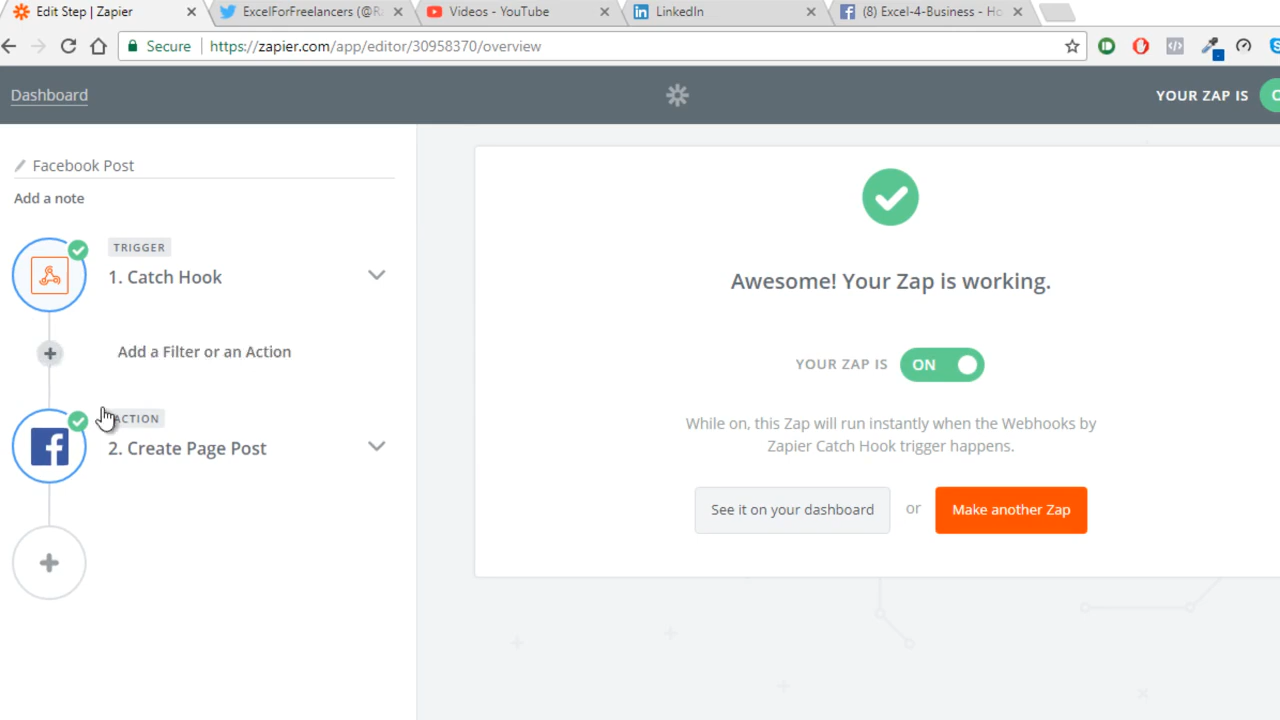 Edit Step | Zapier
ExcelForFreelancers (@R
Videos - YouTube
LinkedIn
(8) Excel-4-Business - Ho
Secure
https://zapier.com/app/editor/30958370/overview
Dashboard
YOUR ZAP IS
Facebook Post
Add a note
TRIGGER
1. Catch Hook
Add a Filter or an Action
ACTION
2. Create Page Post
Awesome! Your Zap is working.
YOUR ZAP IS ON
While on, this Zap will run instantly when the Webhooks by
Zapier Catch Hook trigger happens.
See it on your dashboard or Make another Zap